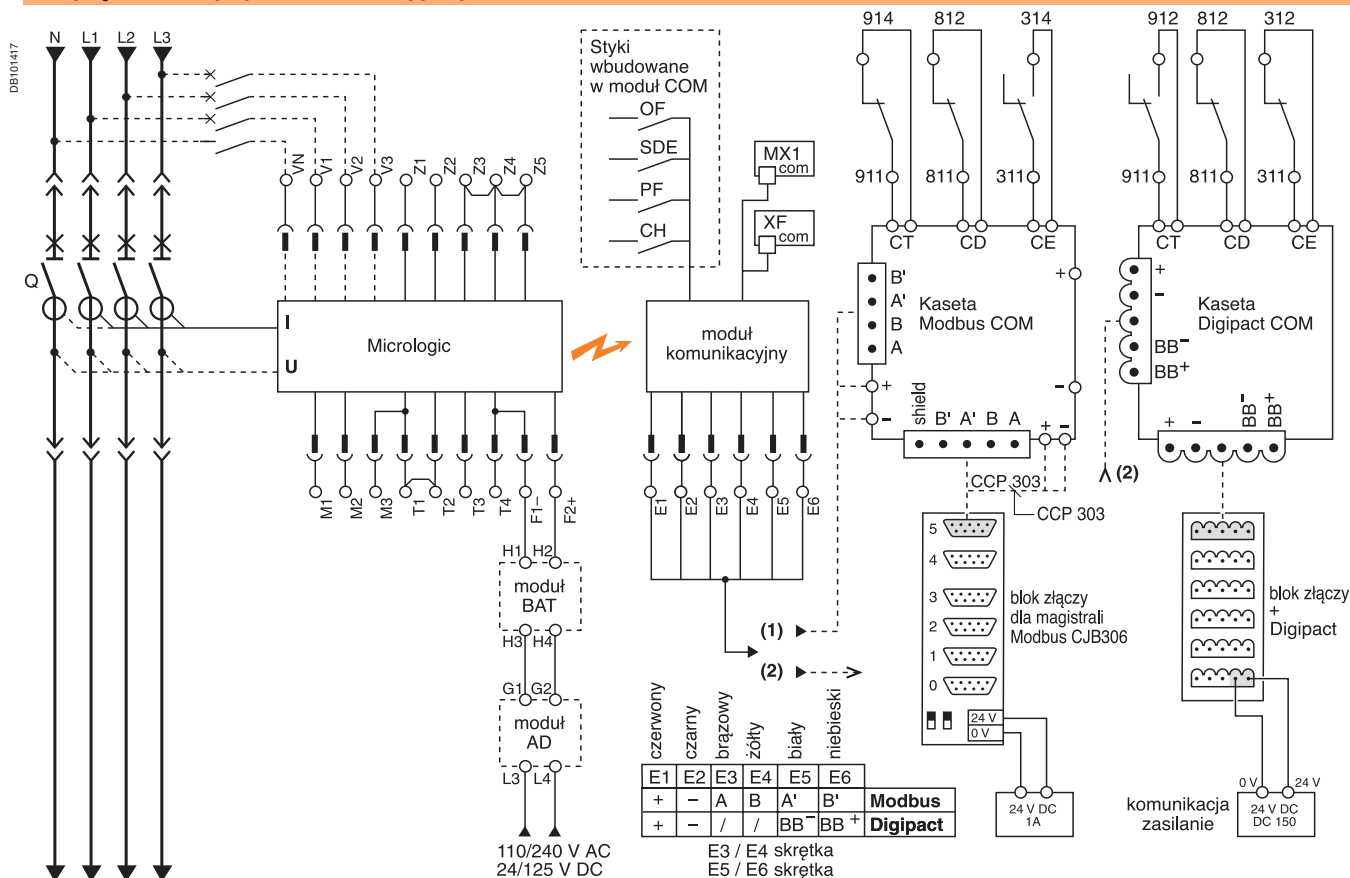 DB101417
N L1 L2 L3
Q
VN V1 V2 V3 Z1 Z2 Z3 Z4 Z5
I
U
Micrologic
M1 M2 M3 T1 T2 T3 T4 F1– F2+
H1 H2
moduł
BAT
H3 H4
G1 G2
moduł
AD
L3 L4
110/240 V AC
24/125 V DC
Styki
wbudowane
w moduł COM
OF
SDE
PF
CH
MX1
com
XF
com
moduł
komunikacyjny
E1 E2 E3 E4 E5 E6
(1)
(2)
czerwono czarny brązowy żółty biały niebieski
E1 E2 E3 E4 E5 E6
+ – A B A' B' Modbus
+ – / / BB– BB+ Digipact
E3 / E4 skrętka
E5 / E6 skrętka
914 812 314
911 811 311
CT CD CE
B'
A'
B
A
+
–
Kaseta
Modbus COM
+
–
shield B' A' B A + –
CCP 303
CCP 303
5
4
3
2
1
0
blok złączy
dla magistrali
Modbus CJB306
24 V
0 V
24 V DC
1A
912 812 312
911 811 311
CT CD CE
+
–
BB–
BB+
Kaseta
Digipact COM
+ – BB– BB+
(2)
blok złączy
+
Digipact
0 V 24 V
komunikacja
zasilanie
24 V DC
DC 150